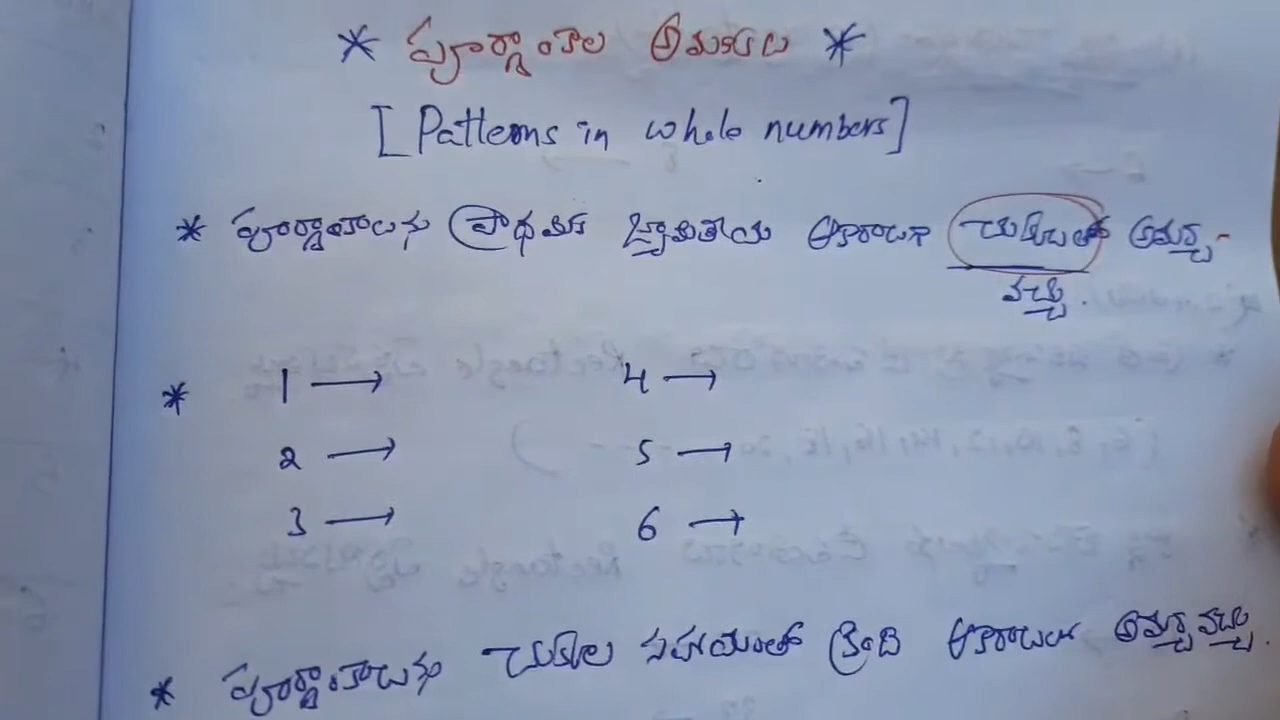 * పూర్ణాంకాల అమరికలు *
[Patterns in whole numbers]
* పూర్ణాంకాలను ప్రాథమిక జ్యామితీయ ఆకారాలుగా చుక్కలతో అమర్చ-
వచ్చు.
* 1 → 4 →
2 → 5 →
3 → 6 →
* పూర్ణాంకాలను చుక్కల సహాయంతో క్రింది ఆకారాలలో అమర్చవచ్చు.